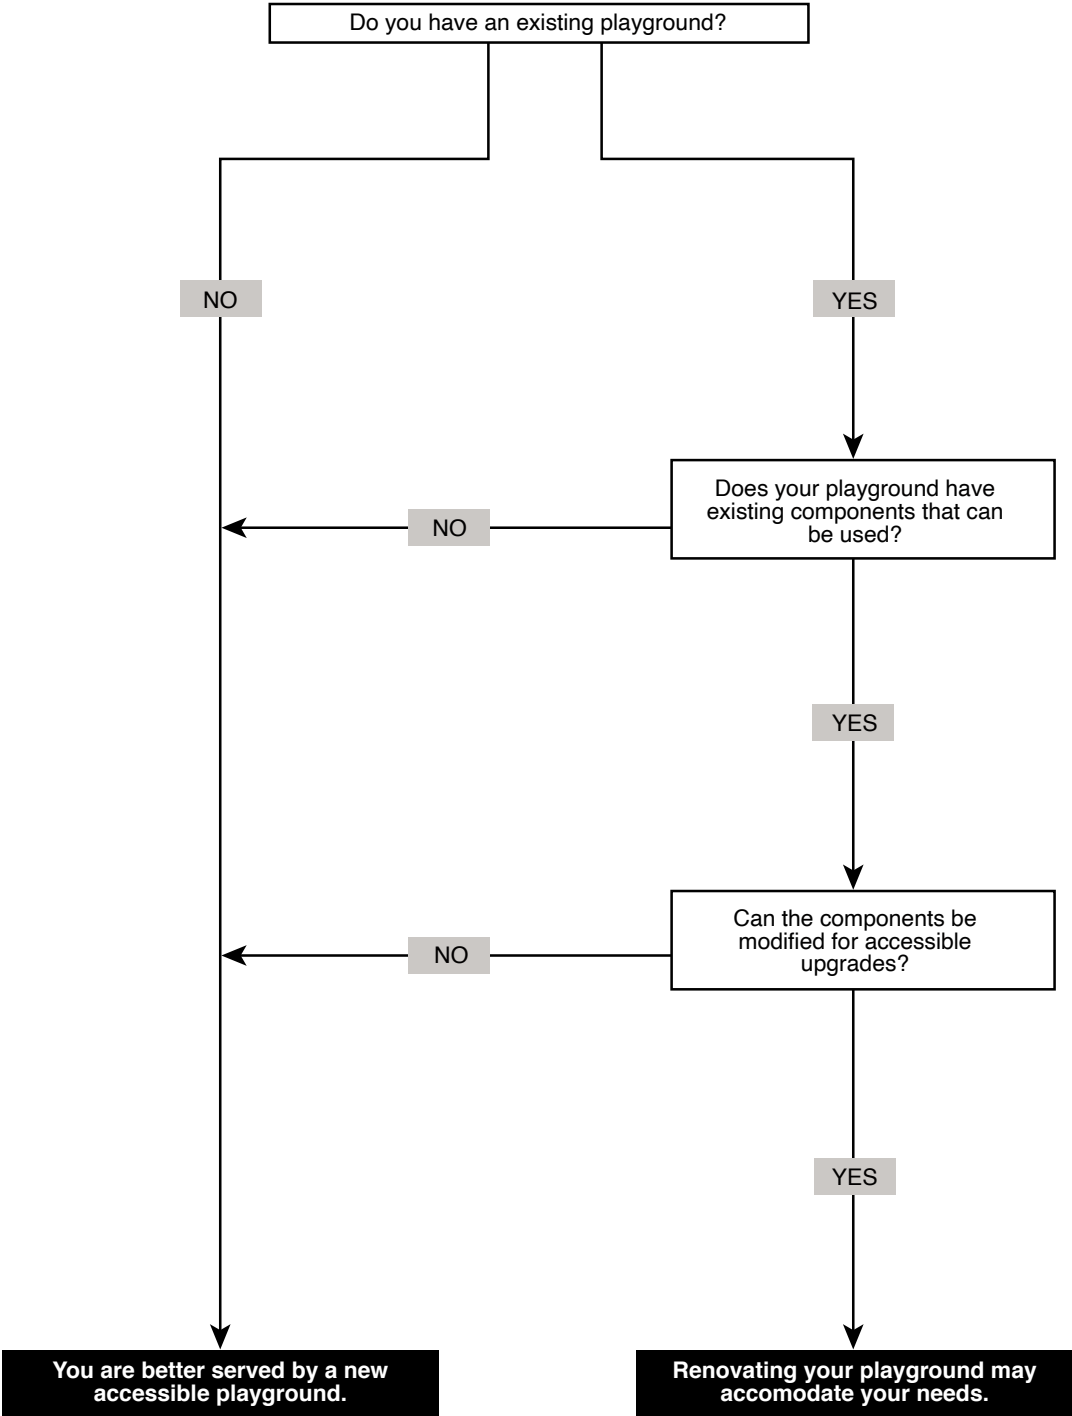 Do you have an existing playground?
NO
YES
Does your playground have
existing components that can
be used?
NO
YES
Can the components be
modified for accessible
upgrades?
NO
YES
You are better served by a new
accessible playground.
Renovating your playground may
accomodate your needs.